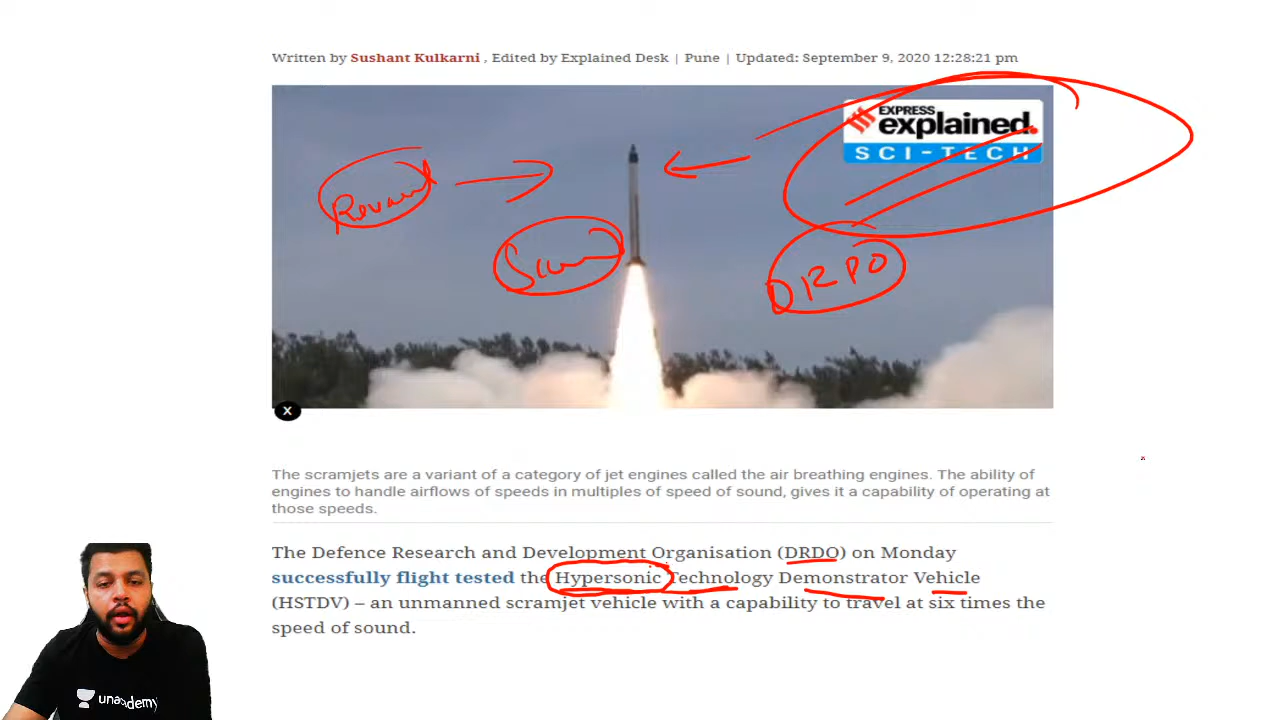 Written by Sushant Kulkarni , Edited by Explained Desk | Pune | Updated: September 9, 2020 12:28:21 pm
EXPRESS
explained.
SCI-TECH
DRDO
X
The scramjets are a variant of a category of jet engines called the air breathing engines. The ability of
engines to handle airflows of speeds in multiples of speed of sound, gives it a capability of operating at
those speeds.
The Defence Research and Development Organisation (DRDO) on Monday
successfully flight tested the Hypersonic Technology Demonstrator Vehicle
(HSTDV) – an unmanned scramjet vehicle with a capability to travel at six times the
speed of sound.
unacademy